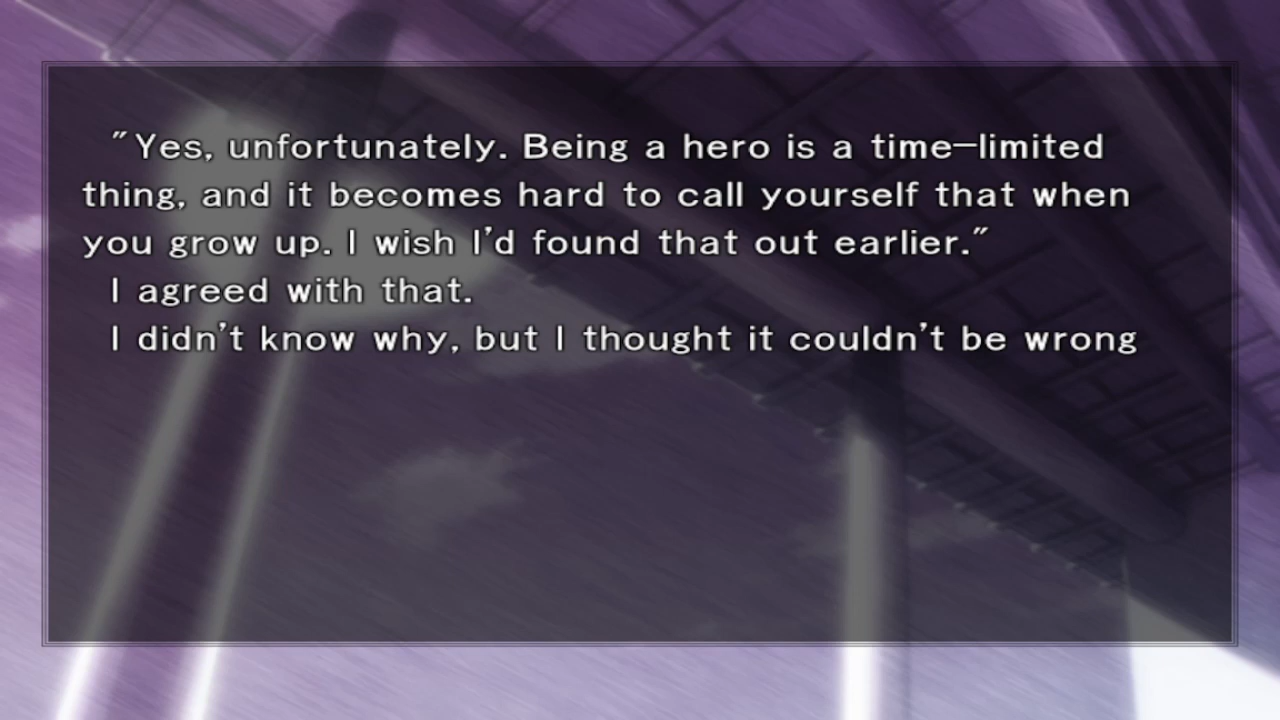 "Yes, unfortunately. Being a hero is a time—limited
thing, and it becomes hard to call yourself that when
you grow up. I wish I'd found that out earlier."
I agreed with that.
I didn't know why, but I thought it couldn't be wrong